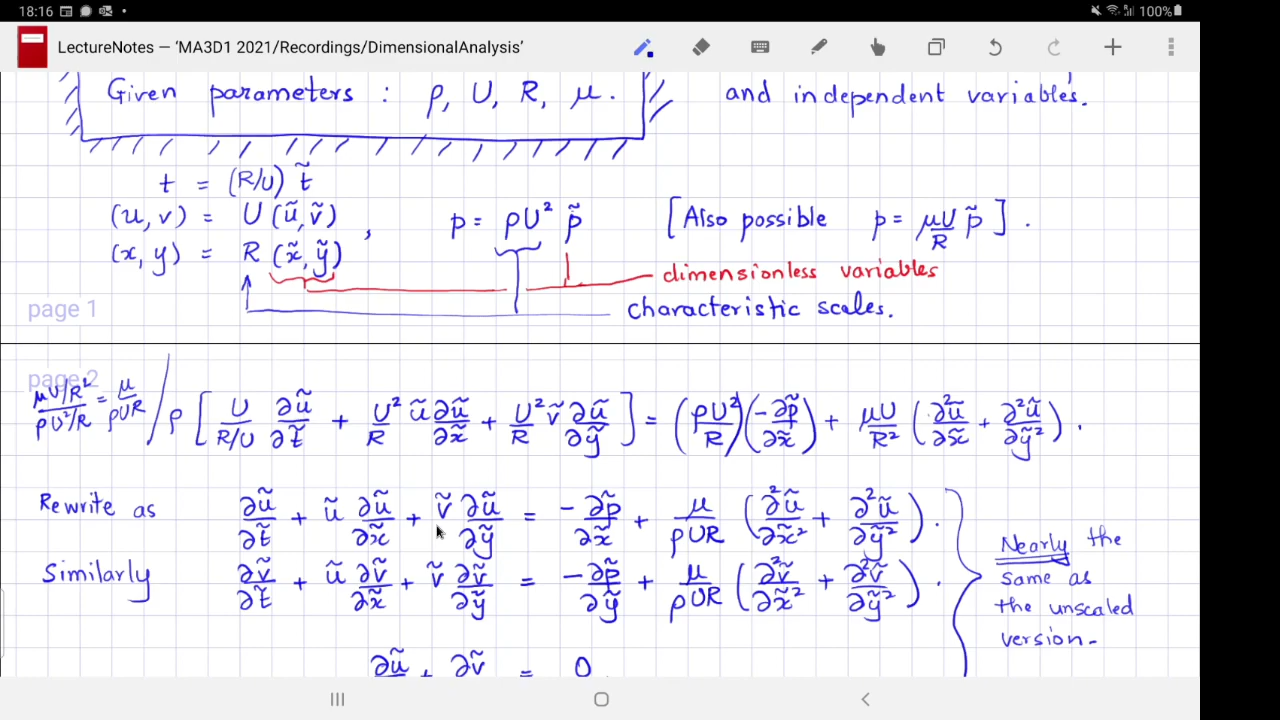 18:16 100%
LectureNotes — ‘MA3D1 2021/Recordings/DimensionalAnalysis’
Given parameters : ρ, U, R, μ. and independent variables.
t = (R/U) t̃
(u, v) = U (ũ, ṽ) , p = ρU² p̃ [Also possible p = μU/R p̃ ] .
(x, y) = R (x̃, ỹ)
dimensionless variables
characteristic scales.
page 1
page 2
(μU/R²)/(ρU²/R) = μ/ρUR / ρ [ U/(R/U) ∂ũ/∂t̃ + U²/R ũ ∂ũ/∂x̃ + U²/R ṽ ∂ũ/∂ỹ ] = (ρU²/R) (-∂p̃/∂x̃) + μU/R² (∂²ũ/∂x̃ + ∂²ũ/∂ỹ²) .
Rewrite as ∂ũ/∂t̃ + ũ ∂ũ/∂x̃ + ṽ ∂ũ/∂ỹ = -∂p̃/∂x̃ + μ/ρUR (∂²ũ/∂x̃² + ∂²ũ/∂ỹ²) .
Similarly ∂ṽ/∂t̃ + ũ ∂ṽ/∂x̃ + ṽ ∂ṽ/∂ỹ = -∂p̃/∂ỹ + μ/ρUR (∂²ṽ/∂x̃² + ∂²ṽ/∂ỹ²) .
Nearly the
same as
the unscaled
version.
∂ũ + ∂ṽ = 0